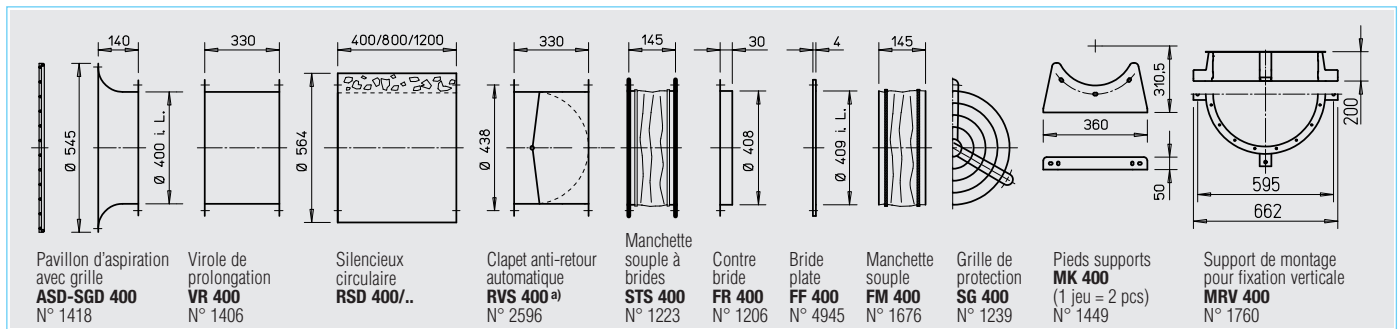 140
330
400/800/1200
330
145
30
4
145
Ø 545
Ø 400 i. L.
Ø 564
Ø 438
Ø 408
Ø 409 i. L.
310,5
360
50
200
595
662
Pavillon d'aspiration
avec grille
ASD-SGD 400
N° 1418
Virole de
prolongation
VR 400
N° 1406
Silencieux
circulaire
RSD 400/..
Clapet anti-retour
automatique
RVS 400 a)
N° 2596
Manchette
souple à
brides
STS 400
N° 1223
Contre
bride
FR 400
N° 1206
Bride
plate
FF 400
N° 4945
Manchette
souple
FM 400
N° 1676
Grille de
protection
SG 400
N° 1239
Pieds supports
MK 400
(1 jeu = 2 pcs)
N° 1449
Support de montage
pour fixation verticale
MRV 400
N° 1760